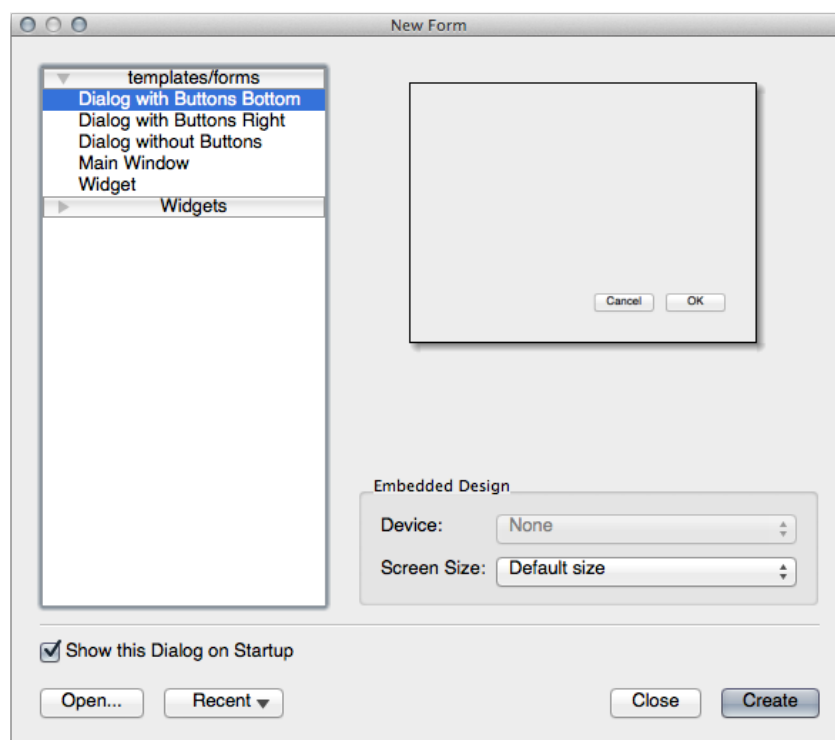 New Form
templates/forms
Dialog with Buttons Bottom
Dialog with Buttons Right
Dialog without Buttons
Main Window
Widget
Widgets
Cancel OK
Embedded Design
Device: None
Screen Size: Default size
Show this Dialog on Startup
Open... Recent Close Create